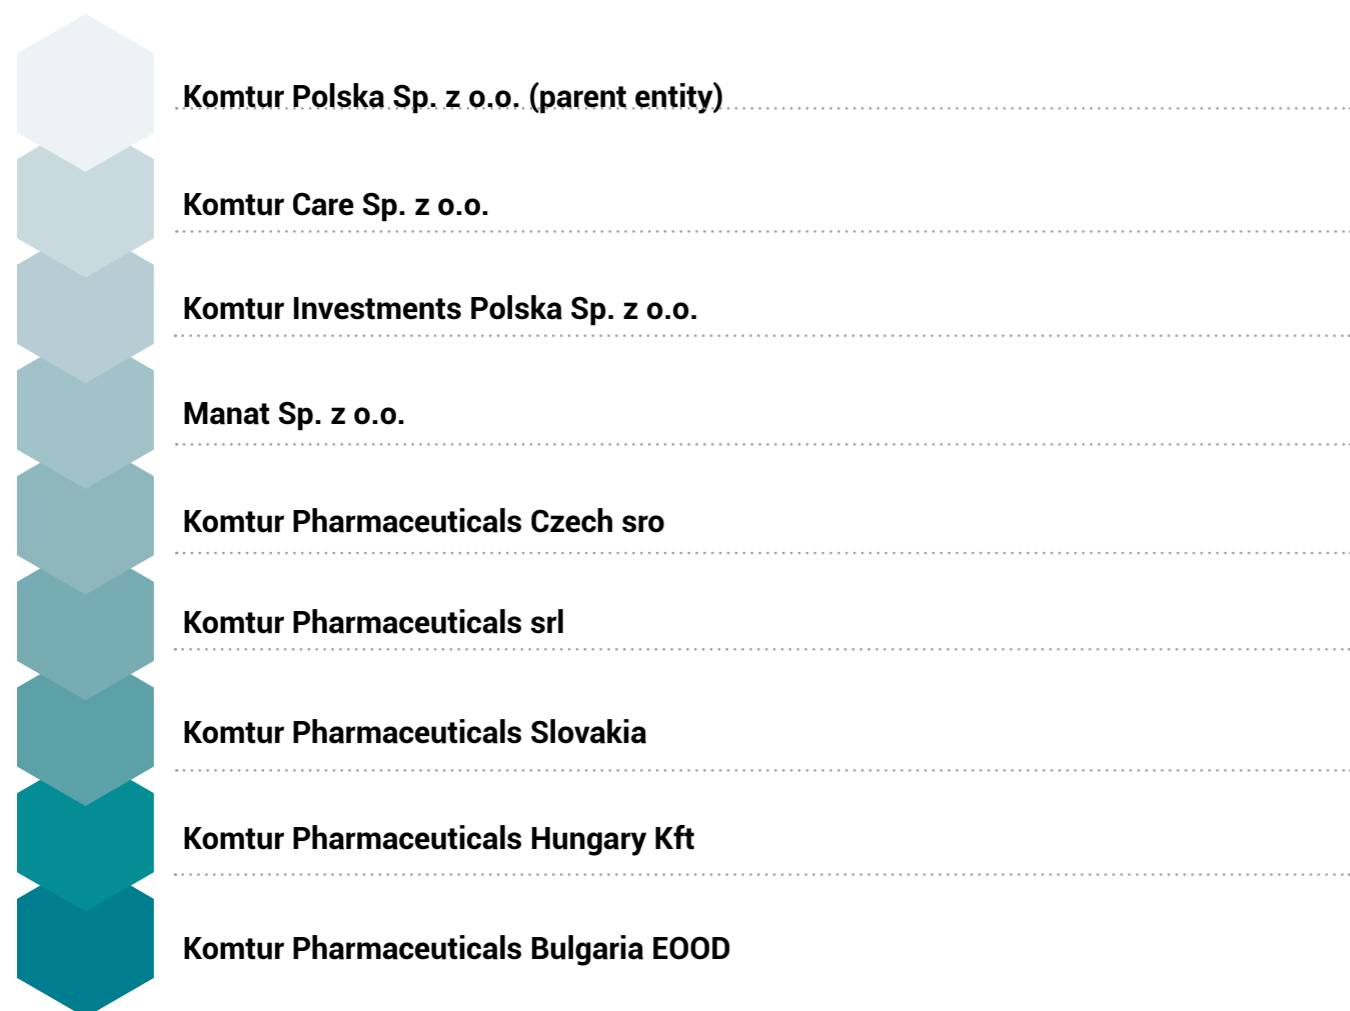 Komtur Polska Sp. z o.o. (parent entity)
Komtur Care Sp. z o.o.
Komtur Investments Polska Sp. z o.o.
Manat Sp. z o.o.
Komtur Pharmaceuticals Czech sro
Komtur Pharmaceuticals srl
Komtur Pharmaceuticals Slovakia
Komtur Pharmaceuticals Hungary Kft
Komtur Pharmaceuticals Bulgaria EOOD